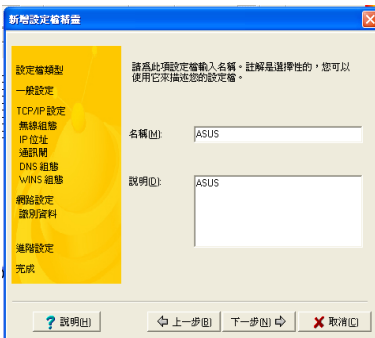 新增設定檔精靈
設定檔類型
一般設定
TCP/IP 設定
無線組態
IP 位址
通訊閘
DNS 組態
WINS 組態
網路設定
識別資料
進階設定
完成
請為此項設定檔輸入名稱。註解是選擇性的，您可以
使用它來描述您的設定檔。
名稱(M): ASUS
說明(D): ASUS
說明(H) 上一步(B) 下一步(N) 取消(C)